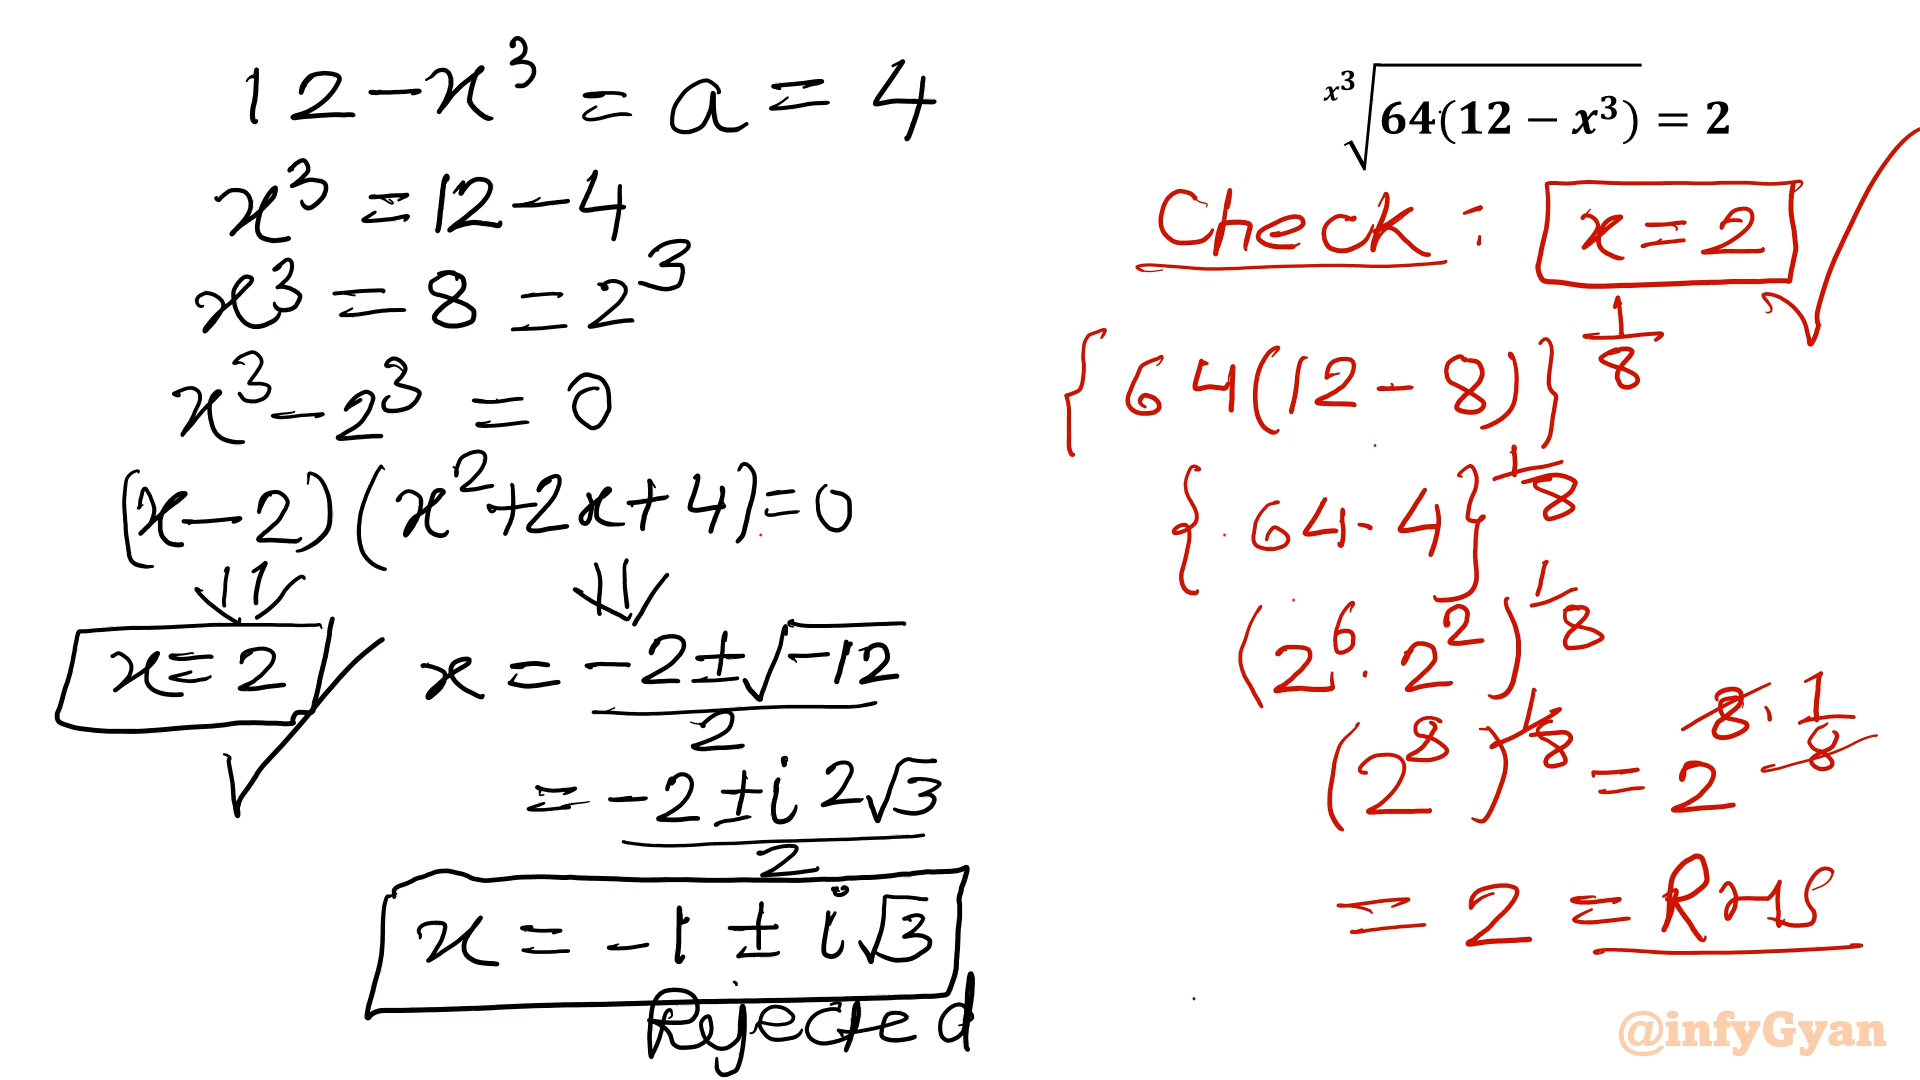 12 - x³ = a = 4
x³ = 12 - 4
x³ = 8 = 2³
x³ - 2³ = 0
(x - 2) (x² + 2x + 4) = 0
x = 2
x = (-2 ± √-12)/2
= (-2 ± i 2√3)/2
x = -1 ± i√3
Rejected
ˣ³√64(12 − x³) = 2
Check : x = 2
{64(12 - 8)}^1/8
{64 · 4}^1/8
(2⁶ · 2²)^1/8
(2⁸)^1/8 = 2^8·1/8
= 2 = RHS
@infyGyan